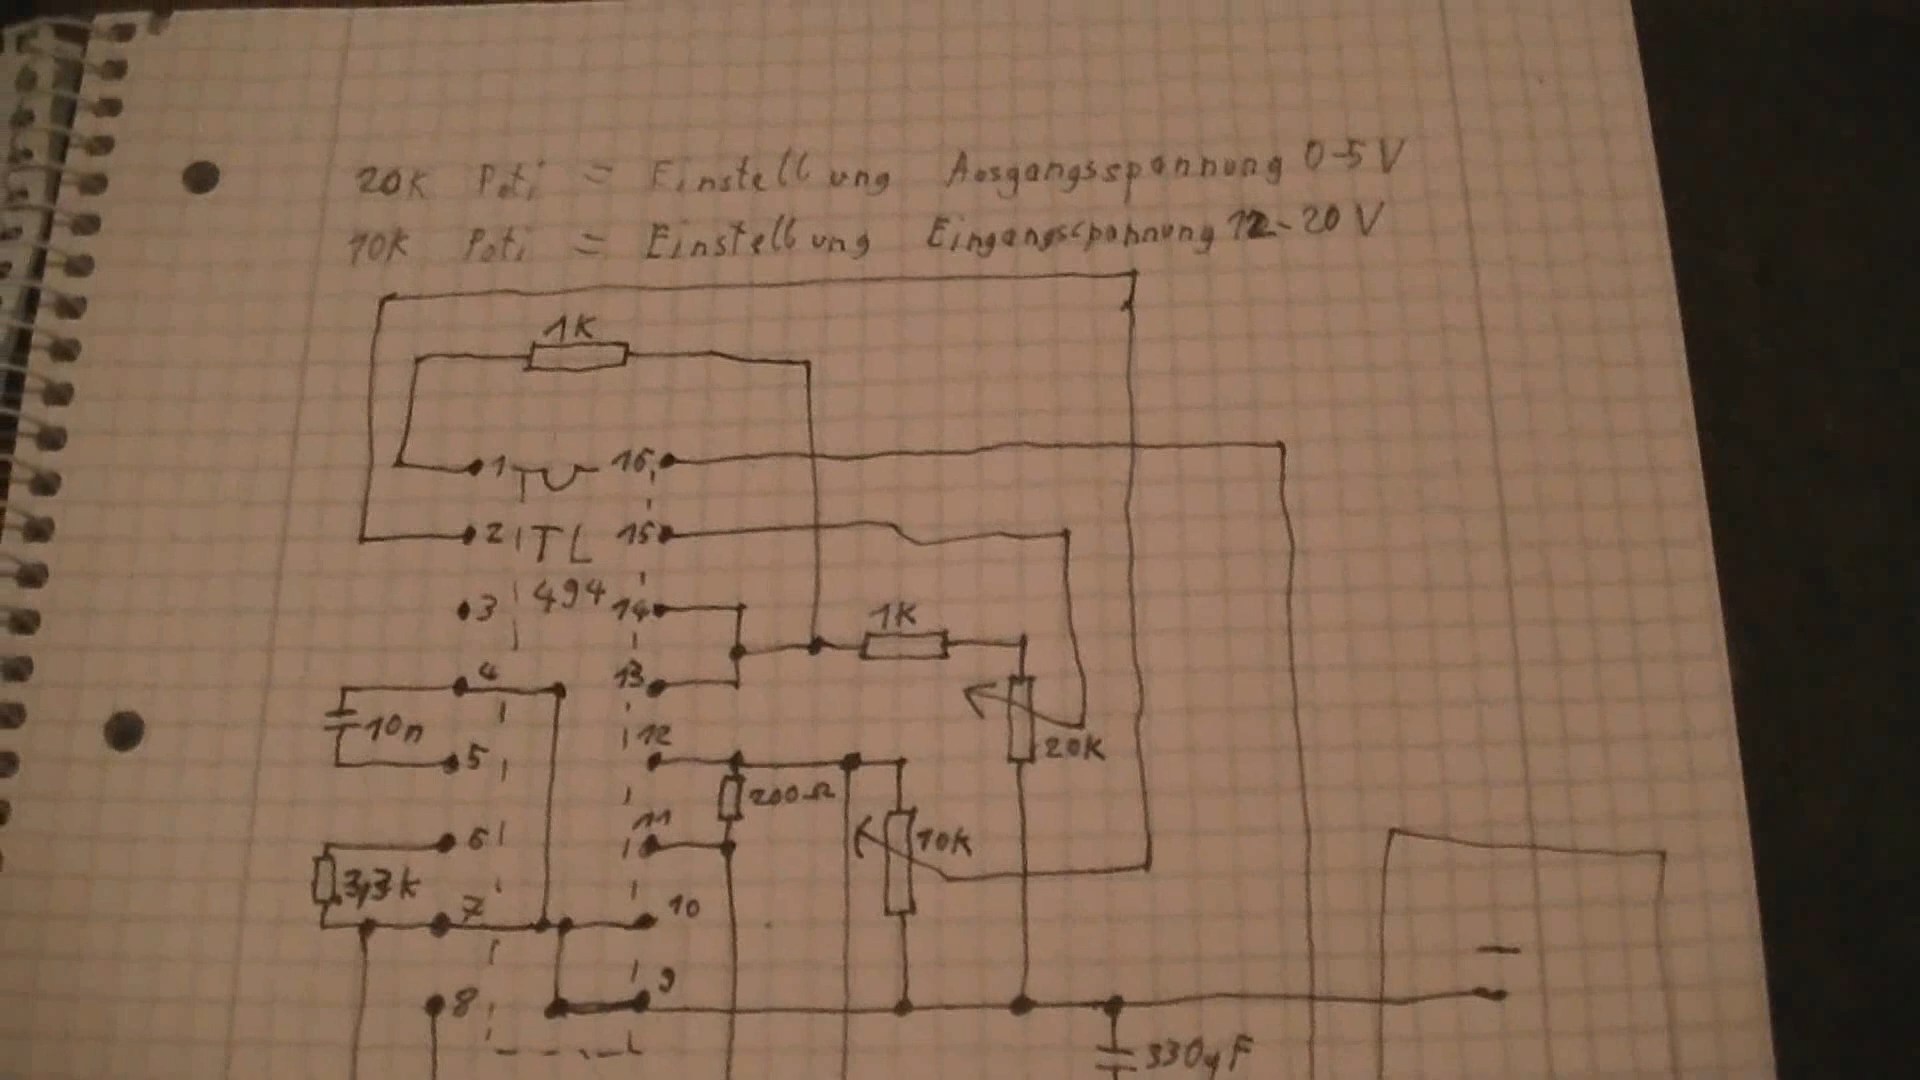 20K Poti = Einstellung Ausgangsspannung 0-5V
10K Poti = Einstellung Eingangsspannung 12-20V
1K
1 16
2 TL 15
3 494 14
1K
4 13
10n 12
20K
5
200Ω
6 11
10K
3,3k
7 10
9
8
330µF